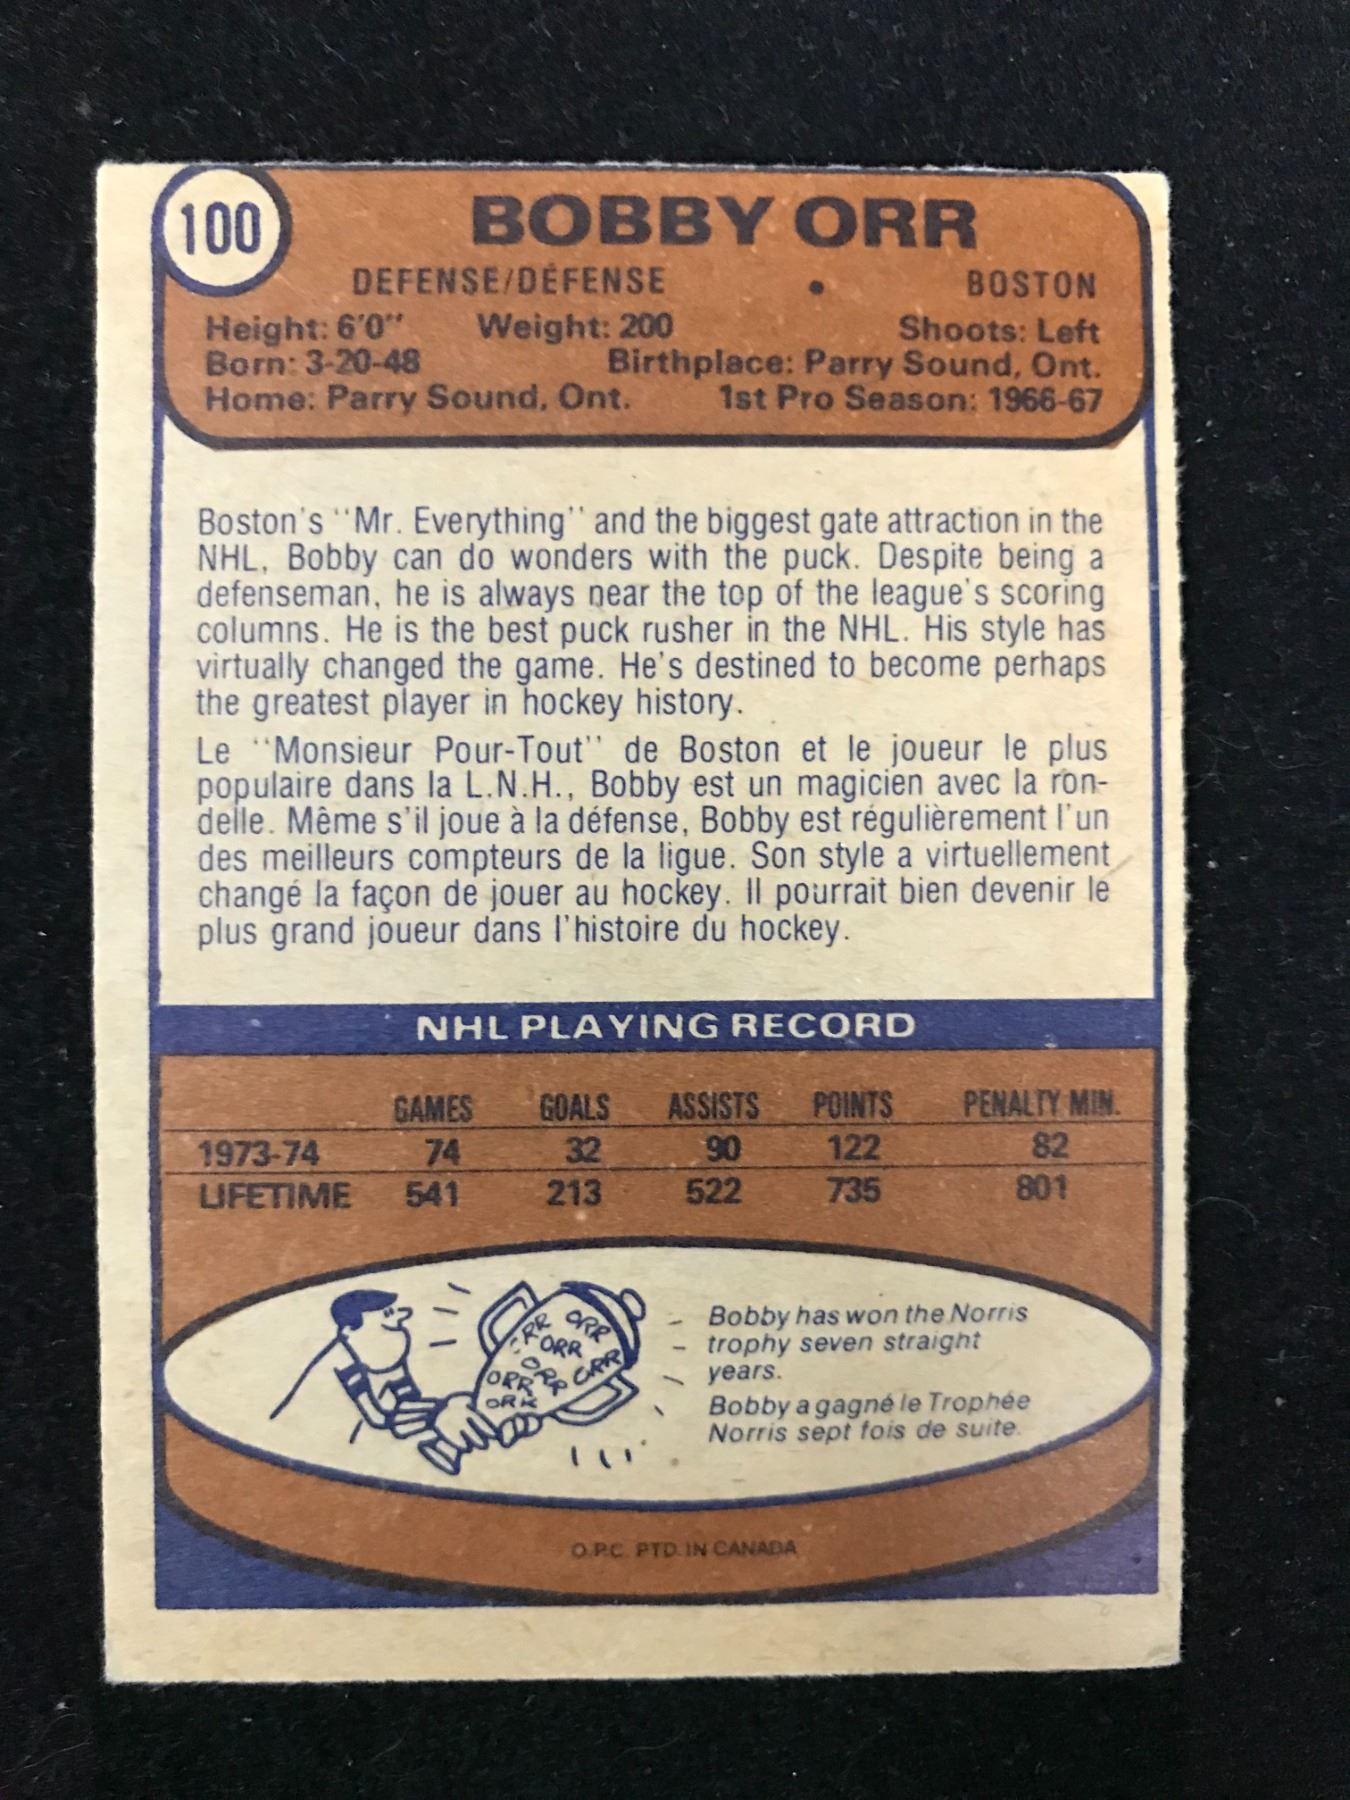 100
BOBBY ORR
DEFENSE/DÉFENSE • BOSTON
Height: 6'0" Weight: 200 Shoots: Left
Born: 3-20-48 Birthplace: Parry Sound, Ont.
Home: Parry Sound, Ont. 1st Pro Season: 1966-67
Boston's "Mr. Everything" and the biggest gate attraction in the
NHL, Bobby can do wonders with the puck. Despite being a
defenseman, he is always near the top of the league's scoring
columns. He is the best puck rusher in the NHL. His style has
virtually changed the game. He's destined to become perhaps
the greatest player in hockey history.
Le "Monsieur Pour-Tout" de Boston et le joueur le plus
populaire dans la L.N.H., Bobby est un magicien avec la ron-
delle. Même s'il joue à la défense, Bobby est régulièrement l'un
des meilleurs compteurs de la ligue. Son style a virtuellement
changé la façon de jouer au hockey. Il pourrait bien devenir le
plus grand joueur dans l'histoire du hockey.
NHL PLAYING RECORD
GAMES GOALS ASSISTS POINTS PENALTY MIN.
1973-74 74 32 90 122 82
LIFETIME 541 213 522 735 801
ORR ORR
ORR
ORR ORR ORR
ORR
Bobby has won the Norris
trophy seven straight
years.
Bobby a gagné le Trophée
Norris sept fois de suite.
O.P.C. PTD. IN CANADA